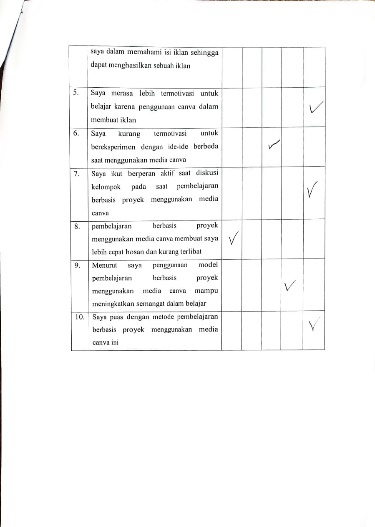 saya dalam memahami isi iklan sehingga
dapat menghasilkan sebuah iklan
5. Saya merasa lebih termotivasi untuk
belajar karena penggunaan canva dalam
membuat iklan
6. Saya kurang termotivasi untuk
bereksperimen dengan ide-ide berbeda
saat menggunakan media canva
7. Saya ikut berperan aktif saat diskusi
kelompok pada saat pembelajaran
berbasis proyek menggunakan media
canva
8. pembelajaran berbasis proyek
menggunakan media canva membuat saya
lebih cepat bosan dan kurang terlibat
9. Menurut saya penggunaan model
pembelajaran berbasis proyek
menggunakan media canva mampu
meningkatkan semangat dalam belajar
10. Saya puas dengan metode pembelajaran
berbasis proyek menggunakan media
canva ini